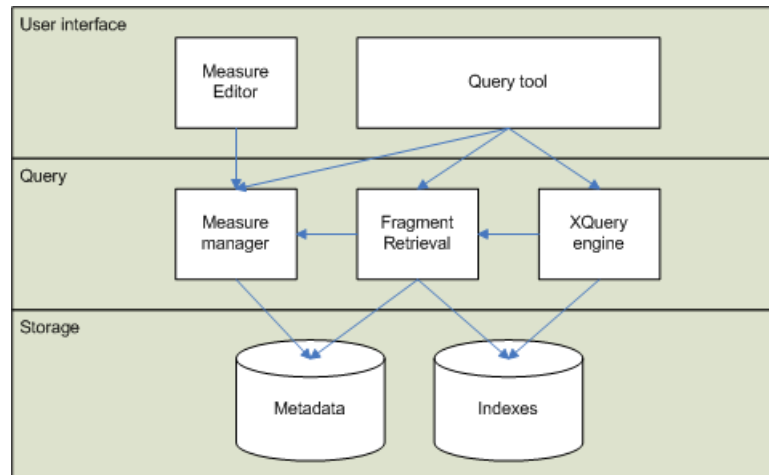 User interface
Measure
Editor
Query tool
Query
Measure
manager
Fragment
Retrieval
XQuery
engine
Storage
Metadata
Indexes